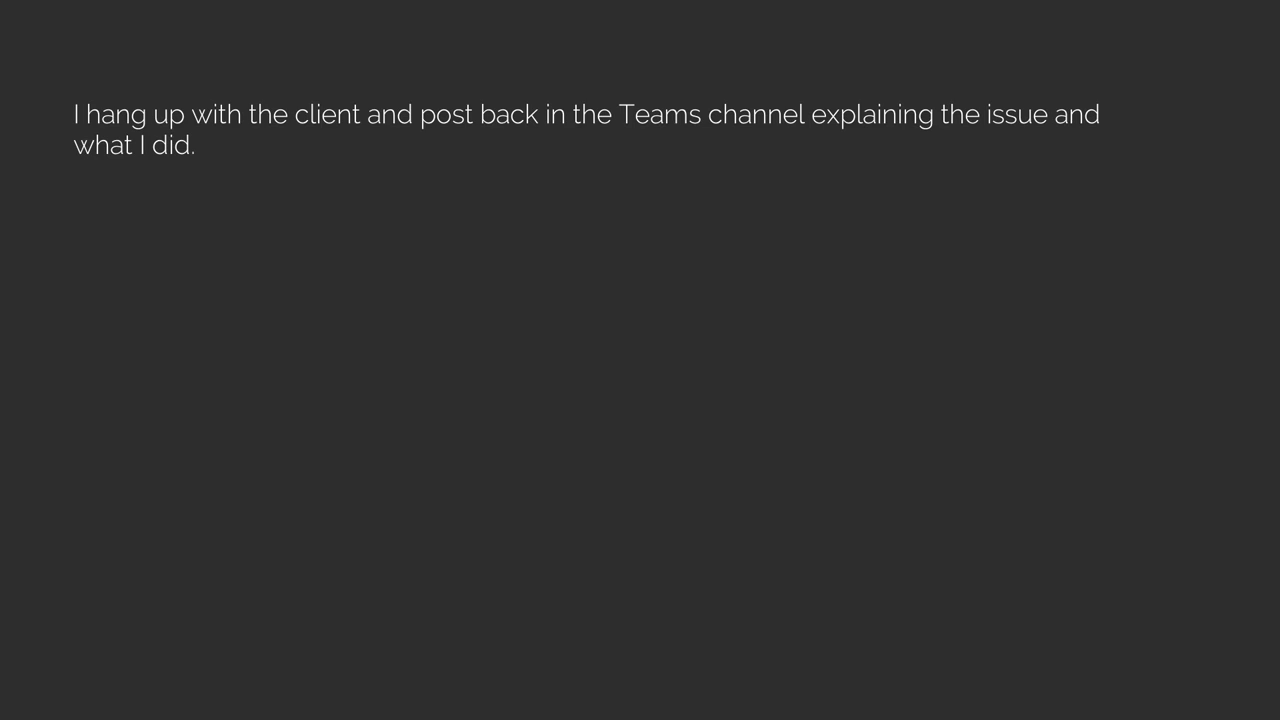 I hang up with the client and post back in the Teams channel explaining the issue and
what I did.